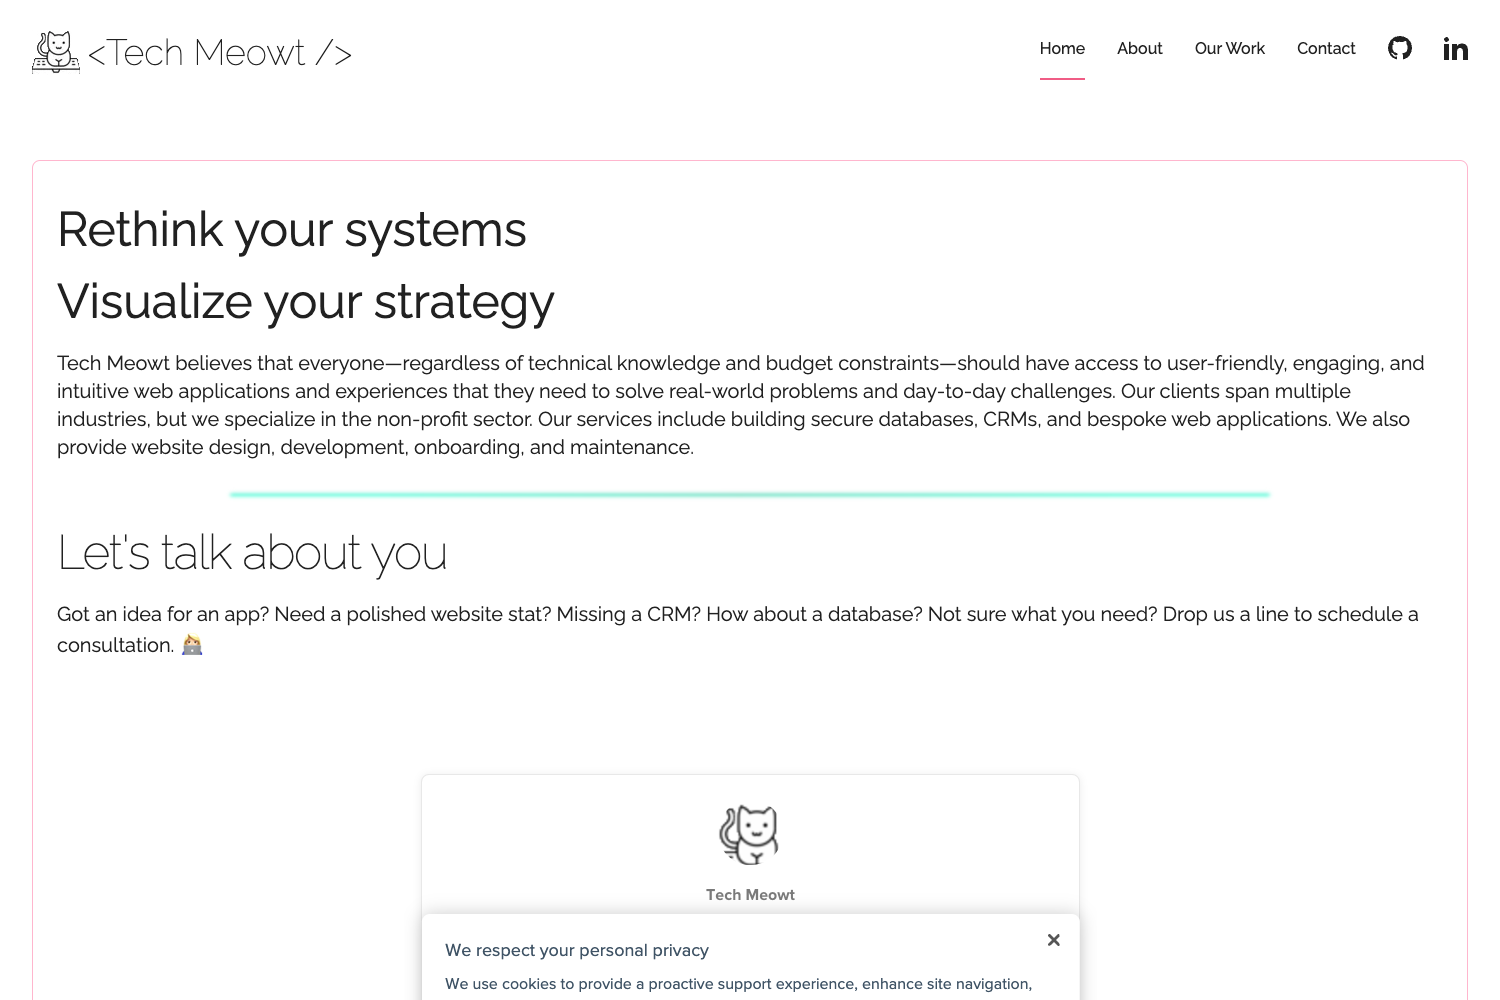 <Tech Meowt />
Home
About
Our Work
Contact
Rethink your systems
Visualize your strategy
Tech Meowt believes that everyone—regardless of technical knowledge and budget constraints—should have access to user-friendly, engaging, and
intuitive web applications and experiences that they need to solve real-world problems and day-to-day challenges. Our clients span multiple
industries, but we specialize in the non-profit sector. Our services include building secure databases, CRMs, and bespoke web applications. We also
provide website design, development, onboarding, and maintenance.
Let's talk about you
Got an idea for an app? Need a polished website stat? Missing a CRM? How about a database? Not sure what you need? Drop us a line to schedule a
consultation. 
Tech Meowt
We respect your personal privacy
We use cookies to provide a proactive support experience, enhance site navigation,